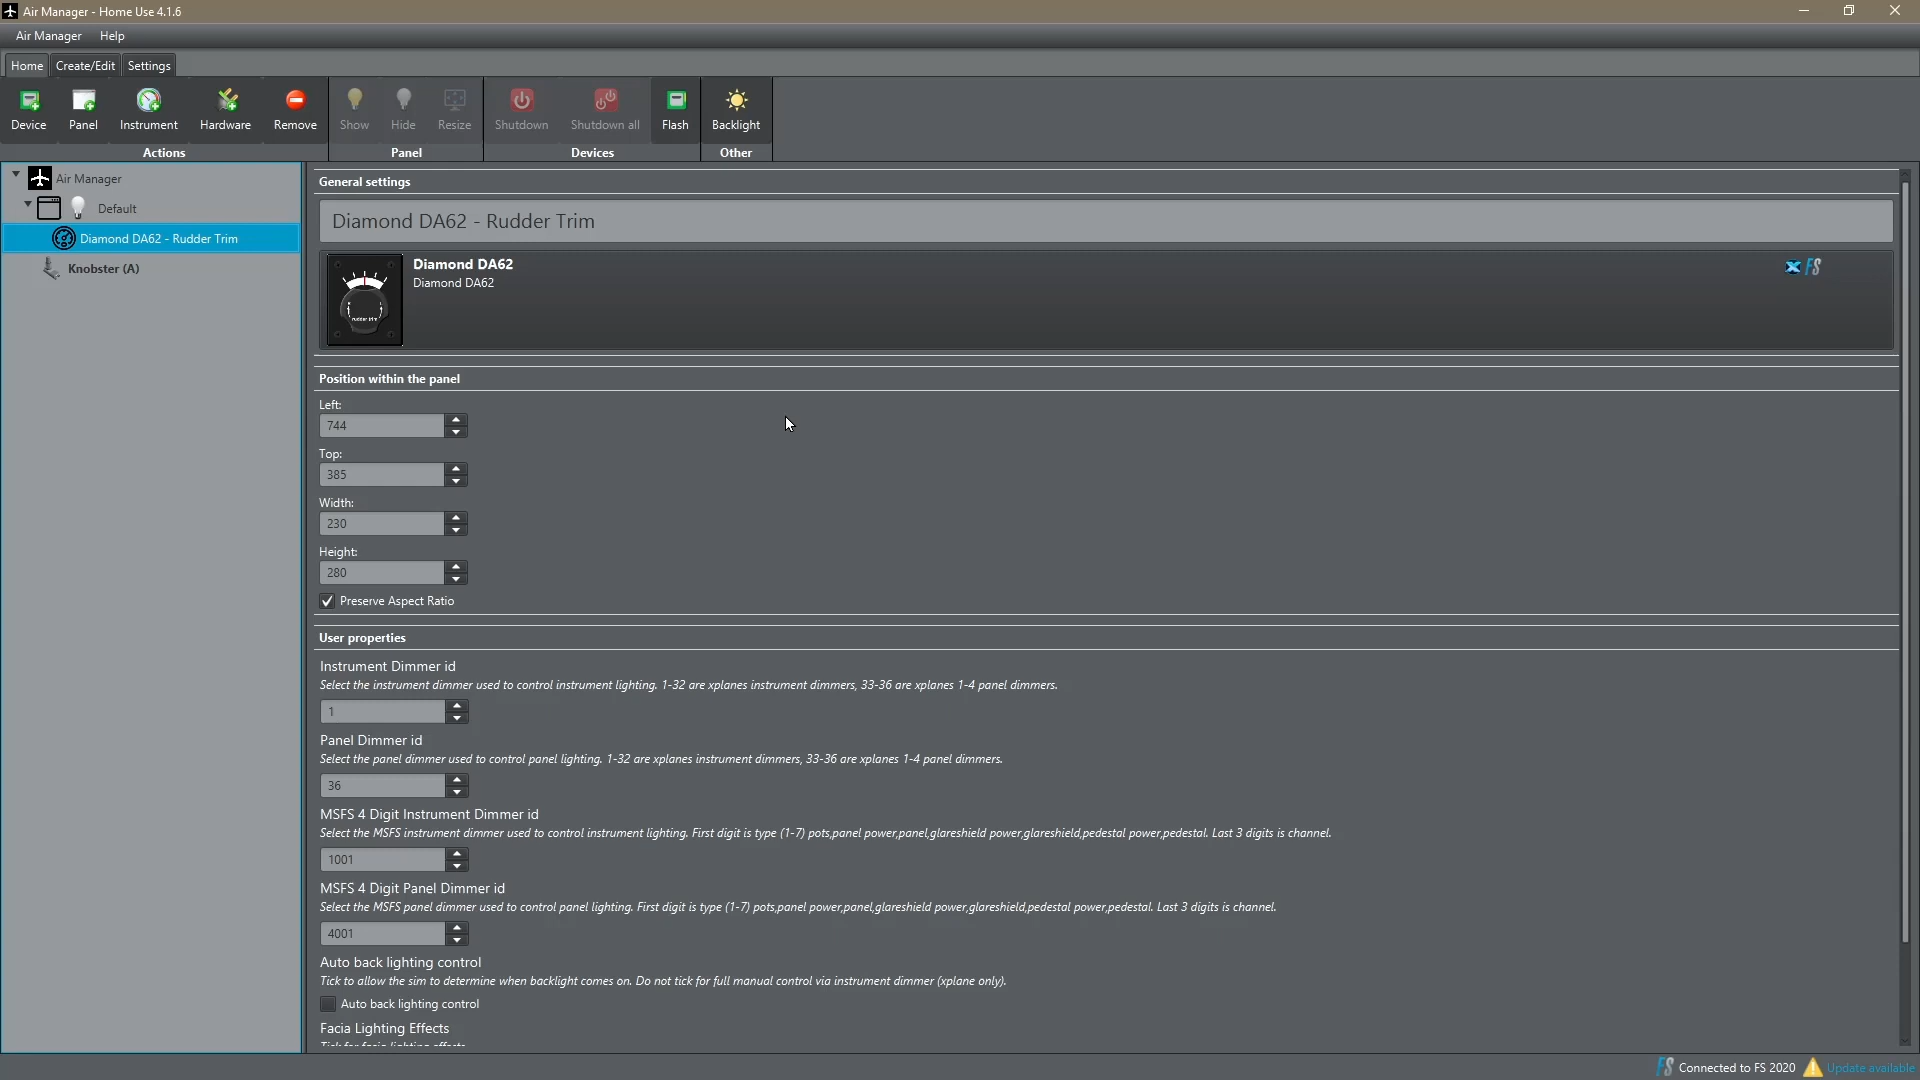 Air Manager - Home Use 4.1.6
Air Manager Help
Home Create/Edit Settings
Device Panel Instrument Hardware Remove Show Hide Resize Shutdown Shutdown all Flash Backlight
Actions Panel Devices Other
Air Manager
Default
Diamond DA62 - Rudder Trim
Knobster (A)
General settings
Diamond DA62 - Rudder Trim
rudder trim
Diamond DA62
Diamond DA62
X FS
Position within the panel
Left:
744
Top:
385
Width:
230
Height:
280
Preserve Aspect Ratio
User properties
Instrument Dimmer id
Select the instrument dimmer used to control instrument lighting. 1-32 are xplanes instrument dimmers, 33-36 are xplanes 1-4 panel dimmers.
1
Panel Dimmer id
Select the panel dimmer used to control panel lighting. 1-32 are xplanes instrument dimmers, 33-36 are xplanes 1-4 panel dimmers.
36
MSFS 4 Digit Instrument Dimmer id
Select the MSFS instrument dimmer used to control instrument lighting. First digit is type (1-7) pots,panel power,panel,glareshield power,glareshield,pedestal power,pedestal. Last 3 digits is channel.
1001
MSFS 4 Digit Panel Dimmer id
Select the MSFS panel dimmer used to control panel lighting. First digit is type (1-7) pots,panel power,panel,glareshield power,glareshield,pedestal power,pedestal. Last 3 digits is channel.
4001
Auto back lighting control
Tick to allow the sim to determine when backlight comes on. Do not tick for full manual control via instrument dimmer (xplane only).
Auto back lighting control
Facia Lighting Effects
Tick for facia lighting effects
FS Connected to FS 2020 Update available